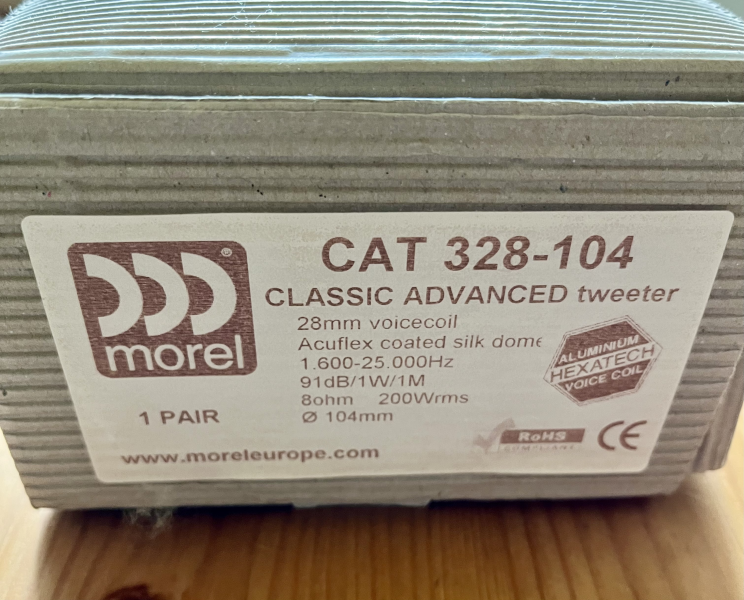 CAT 328-104
CLASSIC ADVANCED tweeter
28mm voicecoil
Acuflex coated silk dome
1.600-25.000Hz
91dB/1W/1M
8ohm 200Wrms
Ø 104mm
morel®
1 PAIR
www.moreleurope.com
ALUMINIUM
HEXATECH
VOICE COIL
RoHS
COMPLIANT
CE